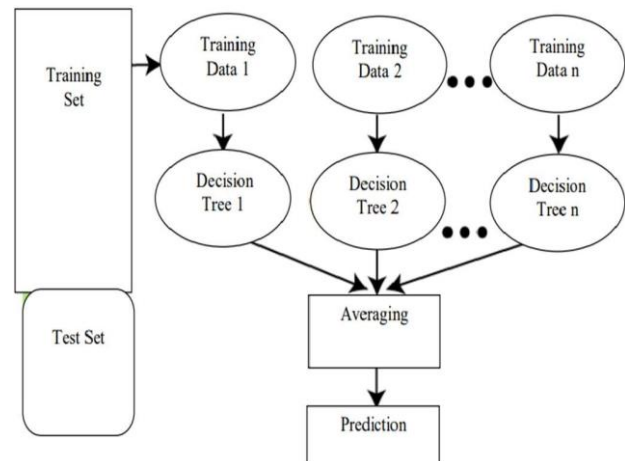 Training
Set
Training
Data 1
Training
Data 2
Training
Data n
Decision
Tree 1
Decision
Tree 2
Decision
Tree n
Averaging
Test Set
Prediction